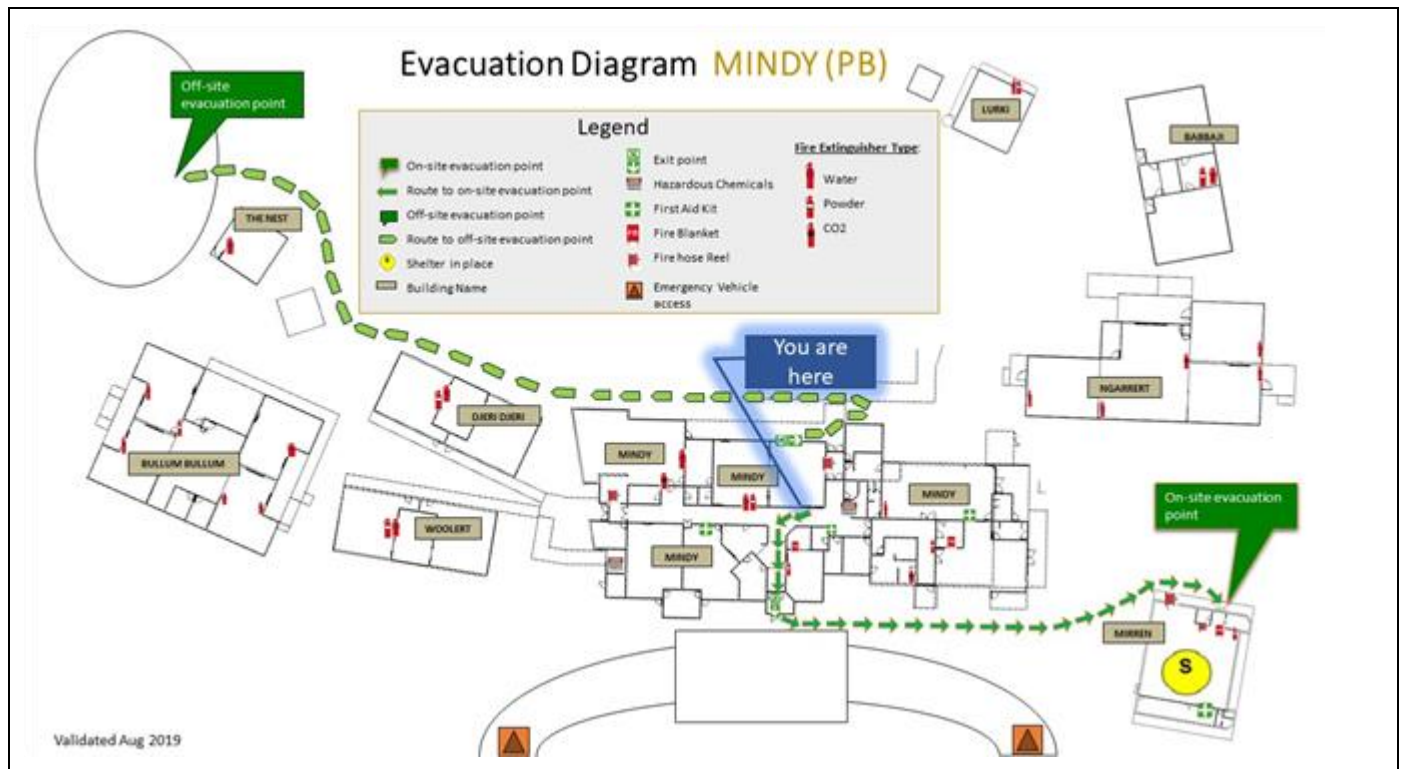 Evacuation Diagram MINDY (PB)
Off-site
evacuation point
Legend
On-site evacuation point
Route to on-site evacuation point
Off-site evacuation point
Route to off-site evacuation point
Shelter in place
Building Name
Exit point
Hazardous Chemicals
First Aid Kit
Fire Blanket
Fire hose Reel
Emergency Vehicle
access
Fire Extinguisher Type:
Water
Powder
CO2
LURKI
BABBAJI
THE NEST
You are
here
NGARRERT
DJERI DJERI
MINDY
MINDY
MINDY
BULLUM BULLUM
WOOLERT
MINDY
On-site evacuation
point
MIRREN
S
Validated Aug 2019